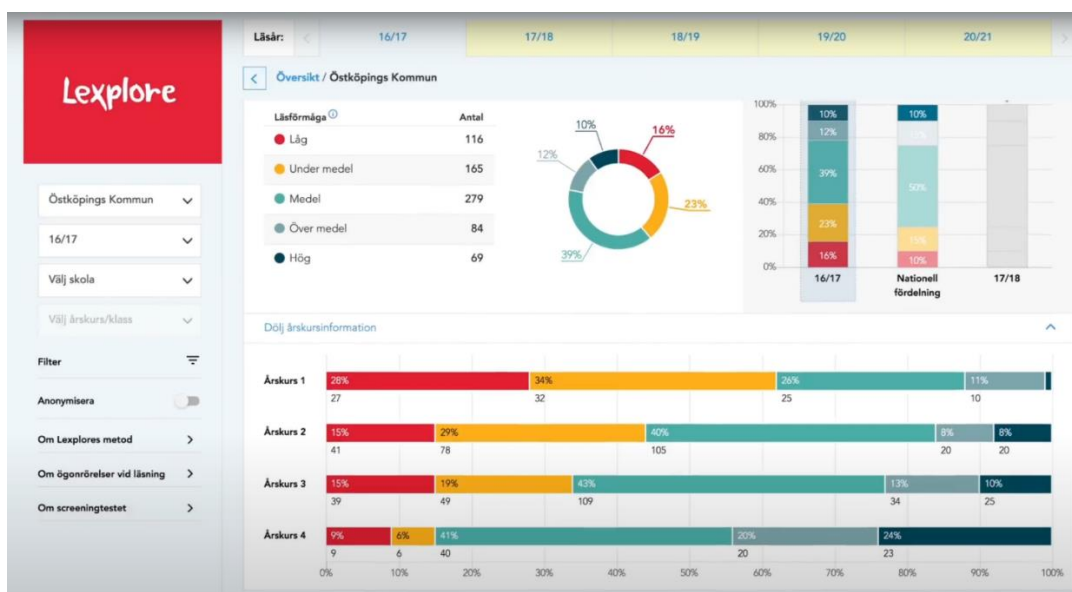 Lexplore
Läsår: 16/17 17/18 18/19 19/20 20/21
Översikt / Östköpings Kommun
Läsförmåga Antal
Låg 116
Under medel 165
Medel 279
Över medel 84
Hög 69
10%
16%
12%
23%
39%
100%
80%
60%
40%
20%
0%
10%
12%
39%
23%
16%
10%
50%
15%
10%
16/17
Nationell
fördelning
17/18
Östköpings Kommun
16/17
Välj skola
Välj årskurs/klass
Filter
Anonymisera
Om Lexplores metod
Om ögonrörelser vid läsning
Om screeningtestet
Dölj årskursinformation
Årskurs 1 28% 34% 26% 11%
27 32 25 10
Årskurs 2 15% 29% 40% 8% 8%
41 78 105 20 20
Årskurs 3 15% 19% 43% 13% 10%
39 49 109 34 25
Årskurs 4 9% 6% 41% 20% 24%
9 6 40 20 23
0% 10% 20% 30% 40% 50% 60% 70% 80% 90% 100%